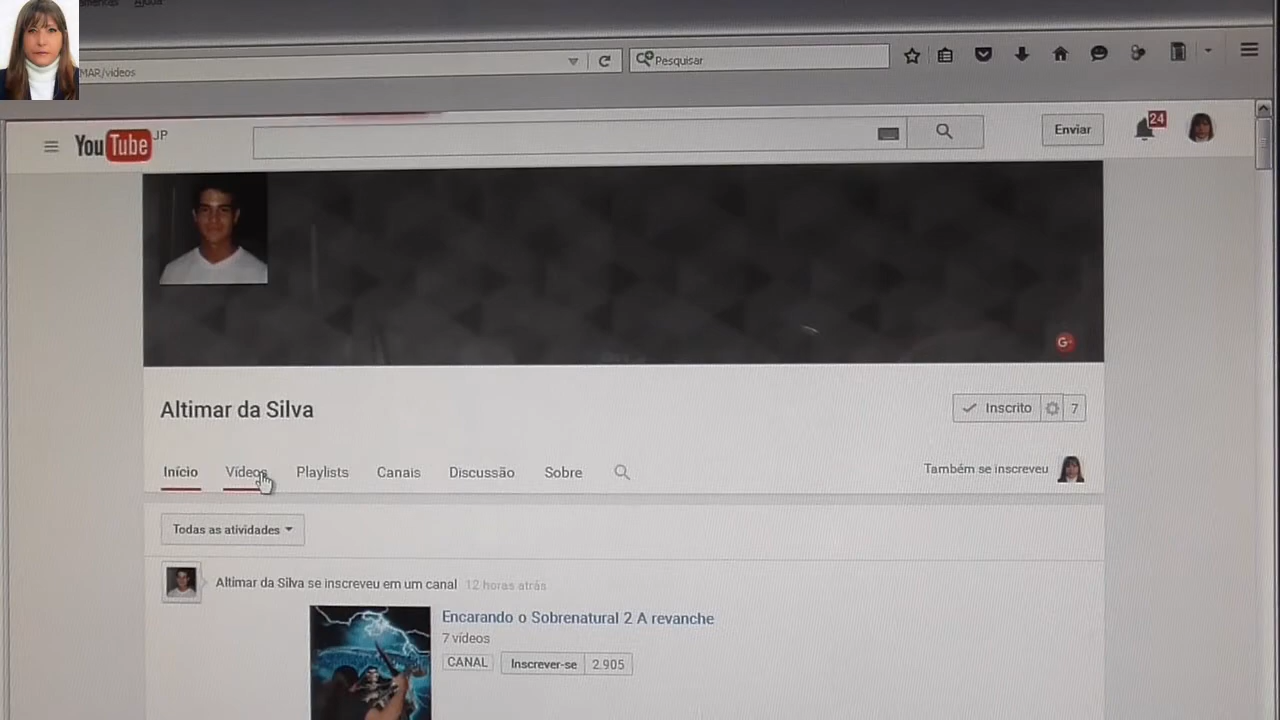 Ajuda
MAR/videos
Pesquisar
YouTube JP
Enviar
24
G+
Altimar da Silva
Inscrito 7
Início Vídeos Playlists Canais Discussão Sobre
Também se inscreveu
Todas as atividades
Altimar da Silva se inscreveu em um canal 12 horas atrás
Encarando o Sobrenatural 2 A revanche
7 vídeos
CANAL Inscrever-se 2.905